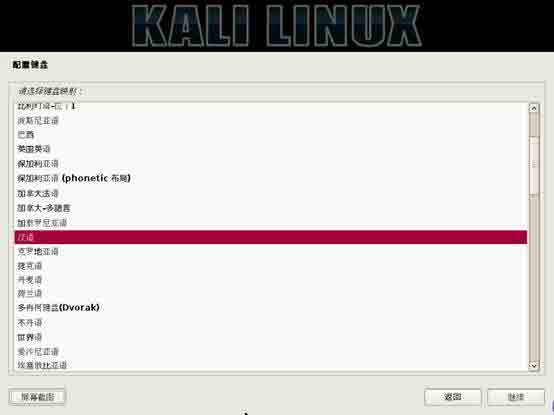 KALI LINUX
配置键盘
请选择键盘映射：
比利时语-拉丁1
波斯尼亚语
巴西
英国英语
保加利亚语
保加利亚语 (phonetic 布局)
加拿大法语
加拿大-多語言
加泰罗尼亚语
汉语
克罗地亚语
捷克语
丹麦语
荷兰语
多冉柯键盘(Dvorak)
不丹语
世界语
爱沙尼亚语
埃塞俄比亚语
屏幕截图
返回
继续